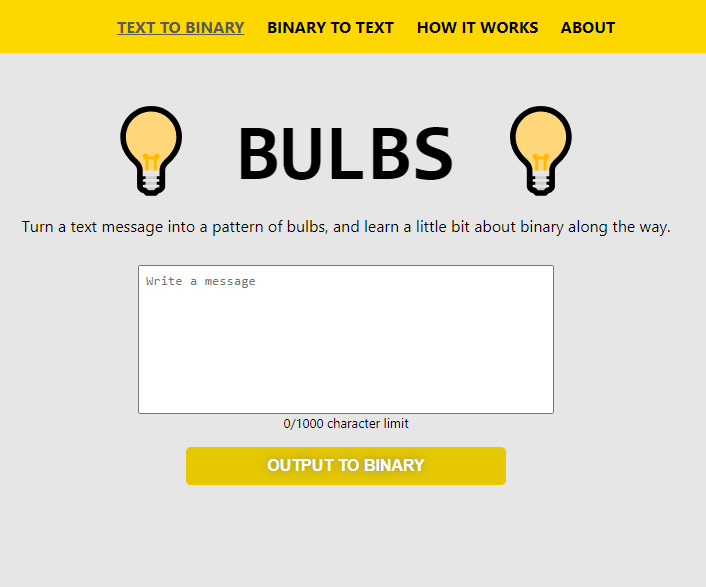 TEXT TO BINARY BINARY TO TEXT HOW IT WORKS ABOUT
BULBS
Turn a text message into a pattern of bulbs, and learn a little bit about binary along the way.
Write a message
0/1000 character limit
OUTPUT TO BINARY